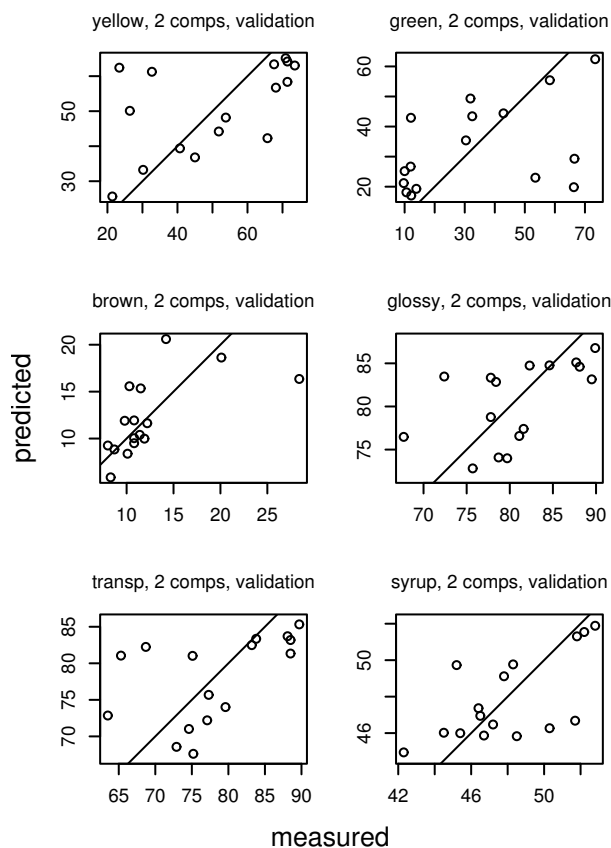 yellow, 2 comps, validation
green, 2 comps, validation
30 50
20 40 60
20 40 60
10 30 50 70
brown, 2 comps, validation
glossy, 2 comps, validation
10 15 20
10 15 20 25
75 80 85
70 75 80 85 90
predicted
transp, 2 comps, validation
syrup, 2 comps, validation
70 75 80 85
65 70 75 80 85 90
46 50
42 46 50
measured